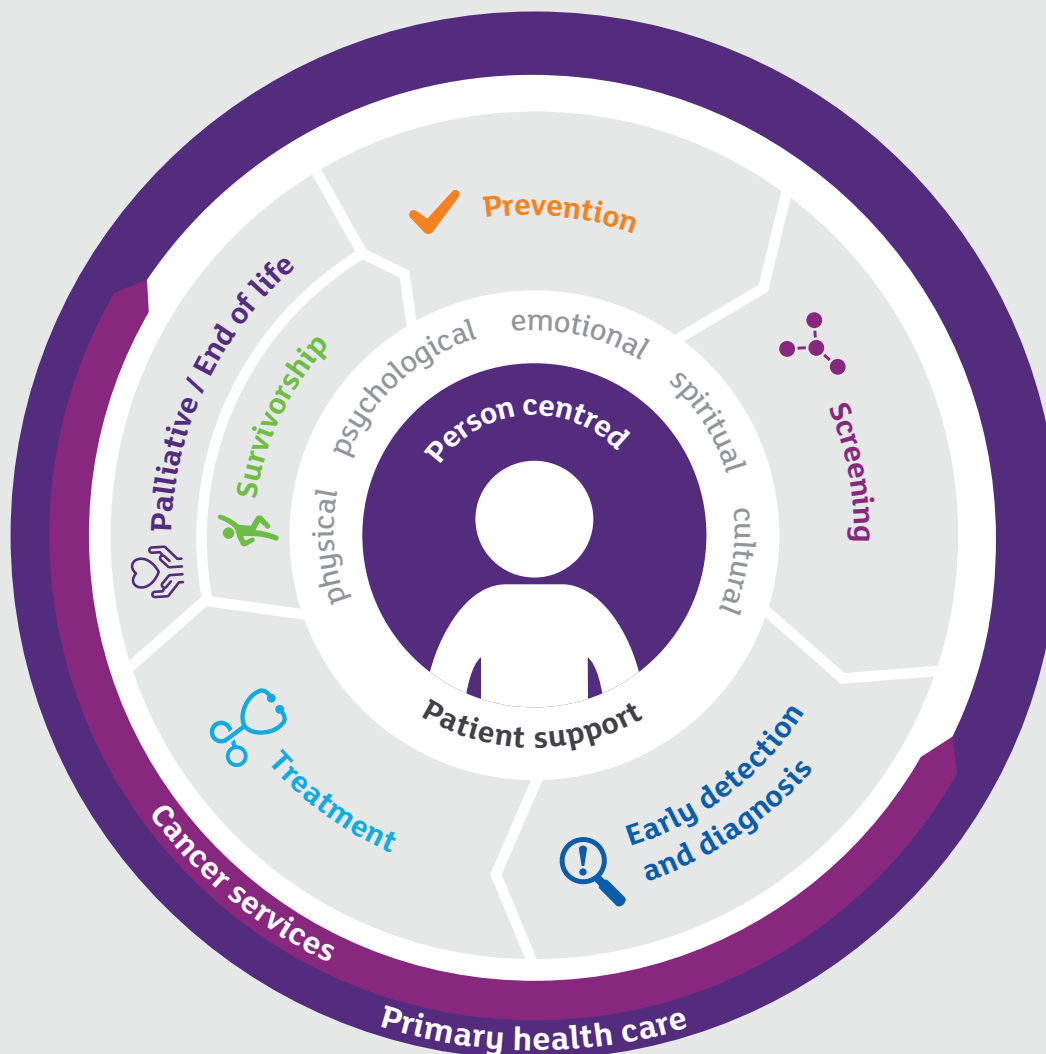 Prevention
Screening
Early detection
and diagnosis
Treatment
Survivorship
Palliative / End of life
physical
psychological
emotional
spiritual
cultural
Person centred
Patient support
Cancer services
Primary health care